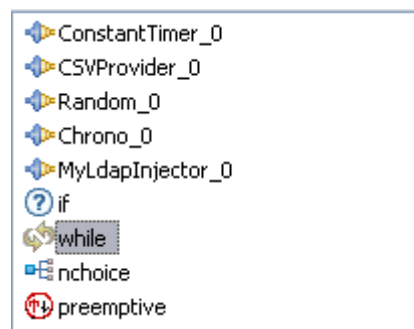 ConstantTimer_0
CSVProvider_0
Random_0
Chrono_0
MyLdapInjector_0
if
while
nchoice
preemptive